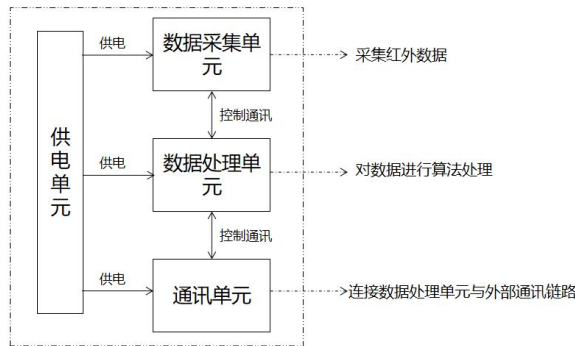 供电单元
供电
数据采集单
元
采集红外数据
控制通讯
供电
数据处理单
元
对数据进行算法处理
控制通讯
供电
通讯单元
连接数据处理单元与外部通讯链路